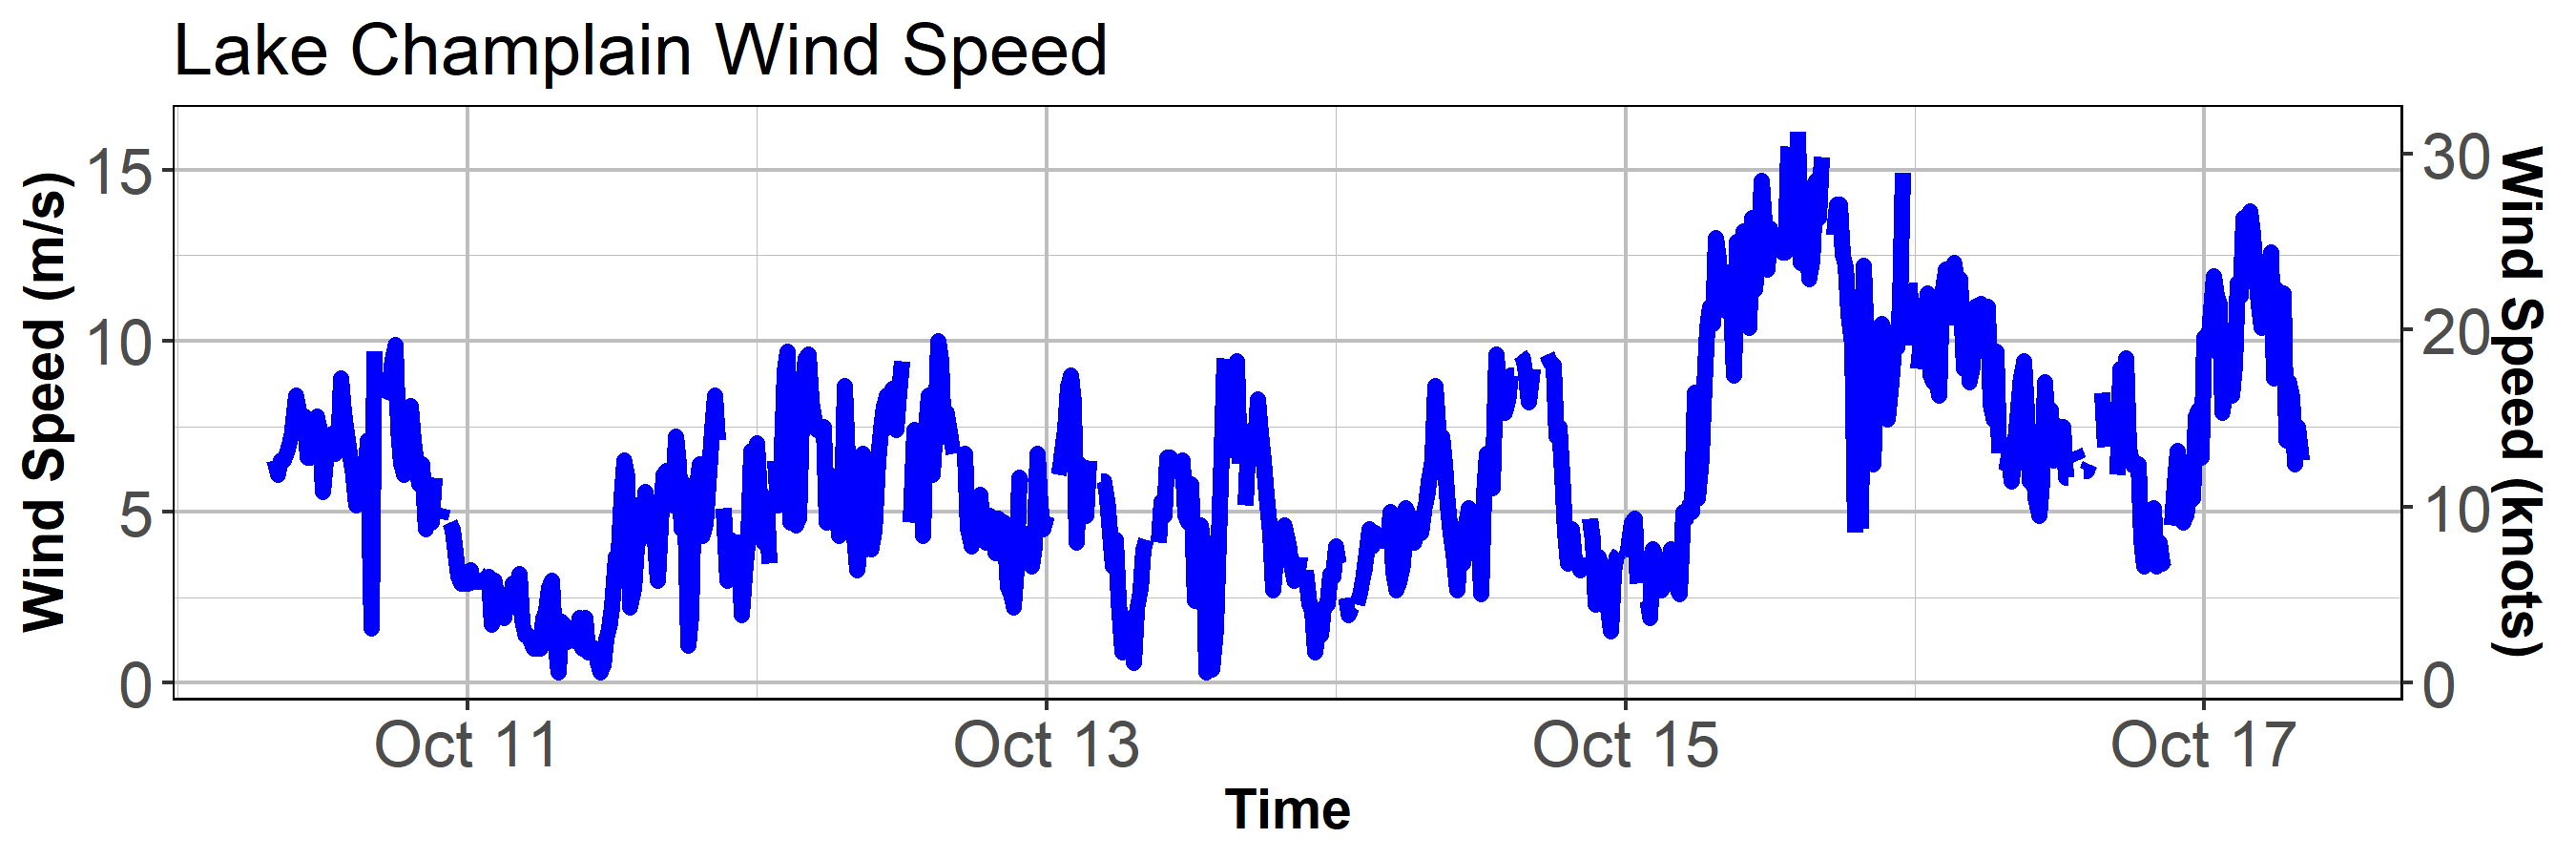 Lake Champlain Wind Speed
Wind Speed (m/s)
15
10
5
0
30
20
10
0
Wind Speed (knots)
Oct 11
Oct 13
Oct 15
Oct 17
Time